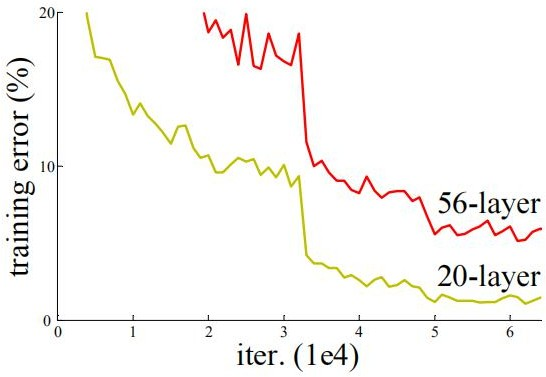 20
10
0
training error (%)
56-layer
20-layer
0 1 2 3 4 5 6
iter. (1e4)